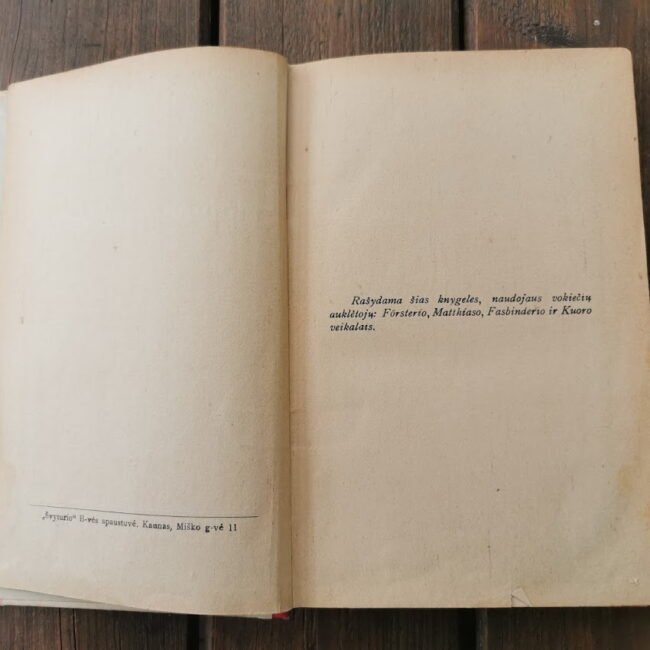 „Švyturio“ B-vės spaustuvė. Kaunas, Miško g-vė 11
Rašydama šias knygeles, naudojaus vokiečių
auklėtojų: Försterio, Matthiaso, Fasbinderio ir Kuoro
veikalais.